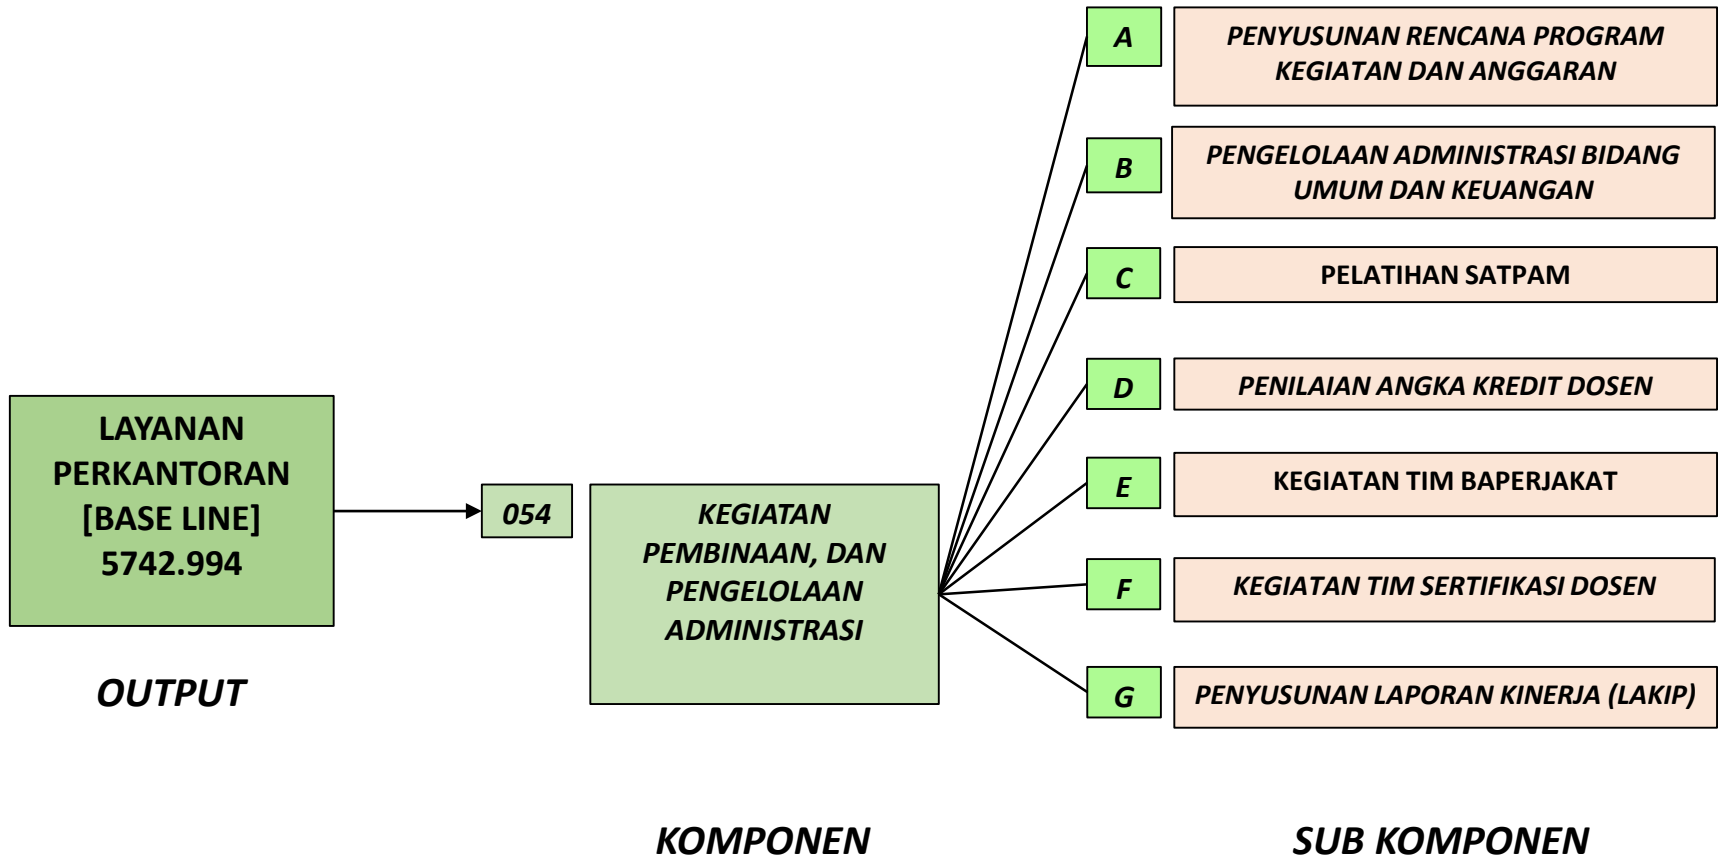 LAYANAN
PERKANTORAN
[BASE LINE]
5742.994
OUTPUT
054
KEGIATAN
PEMBINAAN, DAN
PENGELOLAAN
ADMINISTRASI
KOMPONEN
A
PENYUSUNAN RENCANA PROGRAM
KEGIATAN DAN ANGGARAN
B
PENGELOLAAN ADMINISTRASI BIDANG
UMUM DAN KEUANGAN
C
PELATIHAN SATPAM
D
PENILAIAN ANGKA KREDIT DOSEN
E
KEGIATAN TIM BAPERJAKAT
F
KEGIATAN TIM SERTIFIKASI DOSEN
G
PENYUSUNAN LAPORAN KINERJA (LAKIP)
SUB KOMPONEN